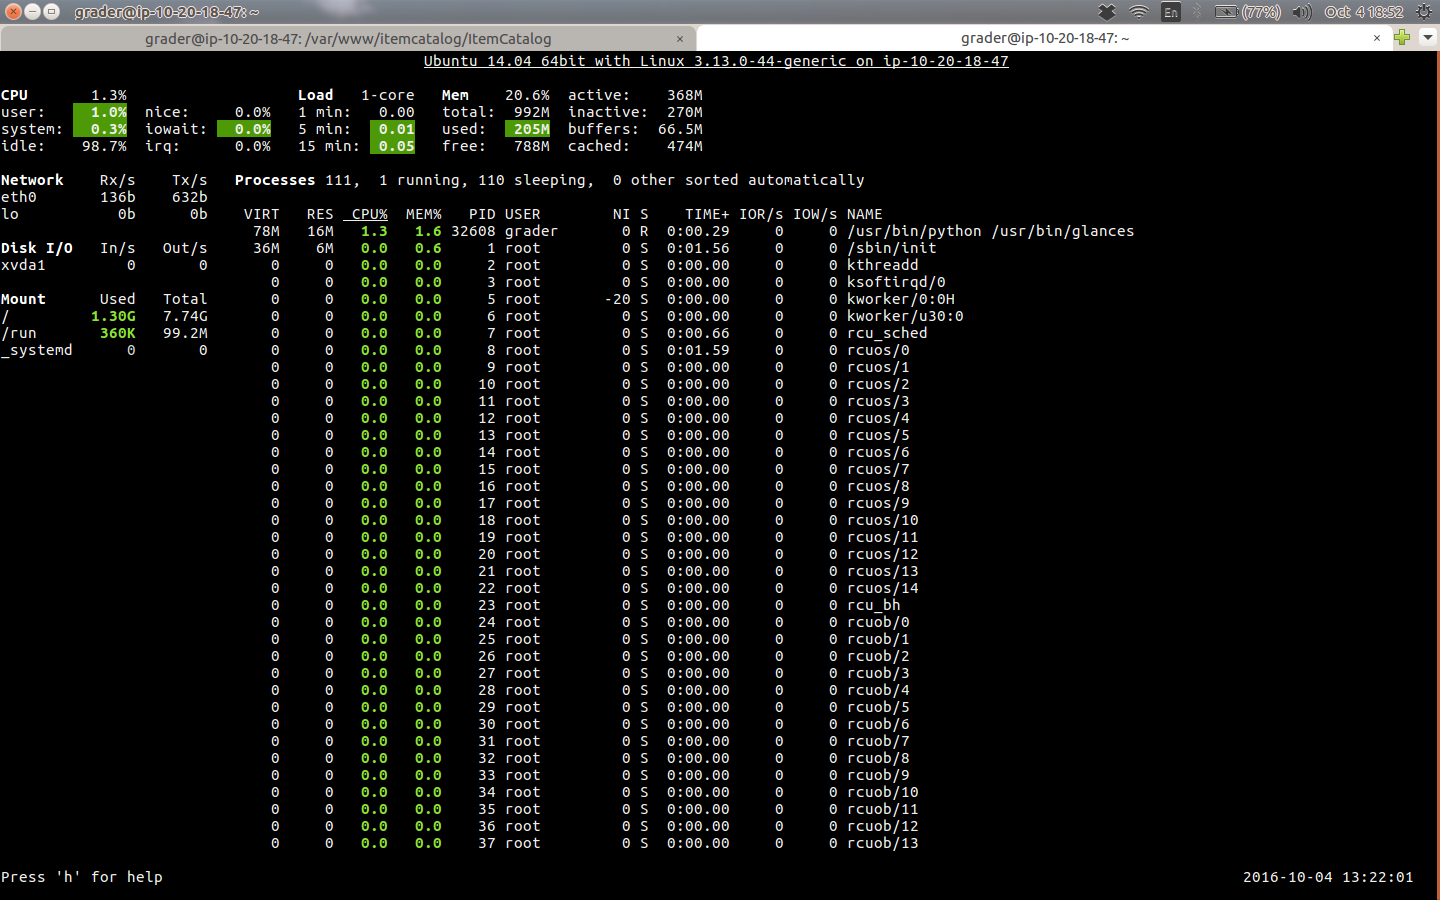 grader@ip-10-20-18-47: ~ En (77%) Oct 4 18:52
grader@ip-10-20-18-47: /var/www/itemcatalog/ItemCatalog × grader@ip-10-20-18-47: ~ ×
Ubuntu 14.04 64bit with Linux 3.13.0-44-generic on ip-10-20-18-47
CPU 1.3% Load 1-core Mem 20.6% active: 368M
user: 1.0% nice: 0.0% 1 min: 0.00 total: 992M inactive: 270M
system: 0.3% iowait: 0.0% 5 min: 0.01 used: 205M buffers: 66.5M
idle: 98.7% irq: 0.0% 15 min: 0.05 free: 788M cached: 474M
Network Rx/s Tx/s Processes 111, 1 running, 110 sleeping, 0 other sorted automatically
eth0 136b 632b
lo 0b 0b VIRT RES CPU% MEM% PID USER NI S TIME+ IOR/s IOW/s NAME
78M 16M 1.3 1.6 32608 grader 0 R 0:00.29 0 0 /usr/bin/python /usr/bin/glances
Disk I/O In/s Out/s 36M 6M 0.0 0.6 1 root 0 S 0:01.56 0 0 /sbin/init
xvda1 0 0 0 0 0.0 0.0 2 root 0 S 0:00.00 0 0 kthreadd
0 0 0.0 0.0 3 root 0 S 0:00.00 0 0 ksoftirqd/0
Mount Used Total 0 0 0.0 0.0 5 root -20 S 0:00.00 0 0 kworker/0:0H
/ 1.30G 7.74G 0 0 0.0 0.0 6 root 0 S 0:00.00 0 0 kworker/u30:0
/run 360K 99.2M 0 0 0.0 0.0 7 root 0 S 0:00.66 0 0 rcu_sched
_systemd 0 0 0 0 0.0 0.0 8 root 0 S 0:01.59 0 0 rcuos/0
0 0 0.0 0.0 9 root 0 S 0:00.00 0 0 rcuos/1
0 0 0.0 0.0 10 root 0 S 0:00.00 0 0 rcuos/2
0 0 0.0 0.0 11 root 0 S 0:00.00 0 0 rcuos/3
0 0 0.0 0.0 12 root 0 S 0:00.00 0 0 rcuos/4
0 0 0.0 0.0 13 root 0 S 0:00.00 0 0 rcuos/5
0 0 0.0 0.0 14 root 0 S 0:00.00 0 0 rcuos/6
0 0 0.0 0.0 15 root 0 S 0:00.00 0 0 rcuos/7
0 0 0.0 0.0 16 root 0 S 0:00.00 0 0 rcuos/8
0 0 0.0 0.0 17 root 0 S 0:00.00 0 0 rcuos/9
0 0 0.0 0.0 18 root 0 S 0:00.00 0 0 rcuos/10
0 0 0.0 0.0 19 root 0 S 0:00.00 0 0 rcuos/11
0 0 0.0 0.0 20 root 0 S 0:00.00 0 0 rcuos/12
0 0 0.0 0.0 21 root 0 S 0:00.00 0 0 rcuos/13
0 0 0.0 0.0 22 root 0 S 0:00.00 0 0 rcuos/14
0 0 0.0 0.0 23 root 0 S 0:00.00 0 0 rcu_bh
0 0 0.0 0.0 24 root 0 S 0:00.00 0 0 rcuob/0
0 0 0.0 0.0 25 root 0 S 0:00.00 0 0 rcuob/1
0 0 0.0 0.0 26 root 0 S 0:00.00 0 0 rcuob/2
0 0 0.0 0.0 27 root 0 S 0:00.00 0 0 rcuob/3
0 0 0.0 0.0 28 root 0 S 0:00.00 0 0 rcuob/4
0 0 0.0 0.0 29 root 0 S 0:00.00 0 0 rcuob/5
0 0 0.0 0.0 30 root 0 S 0:00.00 0 0 rcuob/6
0 0 0.0 0.0 31 root 0 S 0:00.00 0 0 rcuob/7
0 0 0.0 0.0 32 root 0 S 0:00.00 0 0 rcuob/8
0 0 0.0 0.0 33 root 0 S 0:00.00 0 0 rcuob/9
0 0 0.0 0.0 34 root 0 S 0:00.00 0 0 rcuob/10
0 0 0.0 0.0 35 root 0 S 0:00.00 0 0 rcuob/11
0 0 0.0 0.0 36 root 0 S 0:00.00 0 0 rcuob/12
0 0 0.0 0.0 37 root 0 S 0:00.00 0 0 rcuob/13
Press 'h' for help 2016-10-04 13:22:01